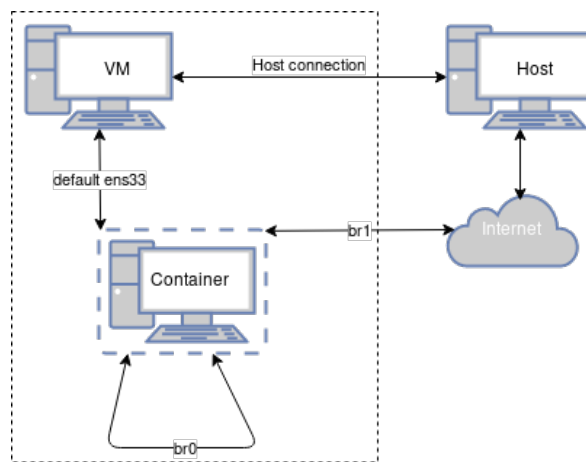 VM
Host connection
Host
default ens33
br1
Internet
Container
br0